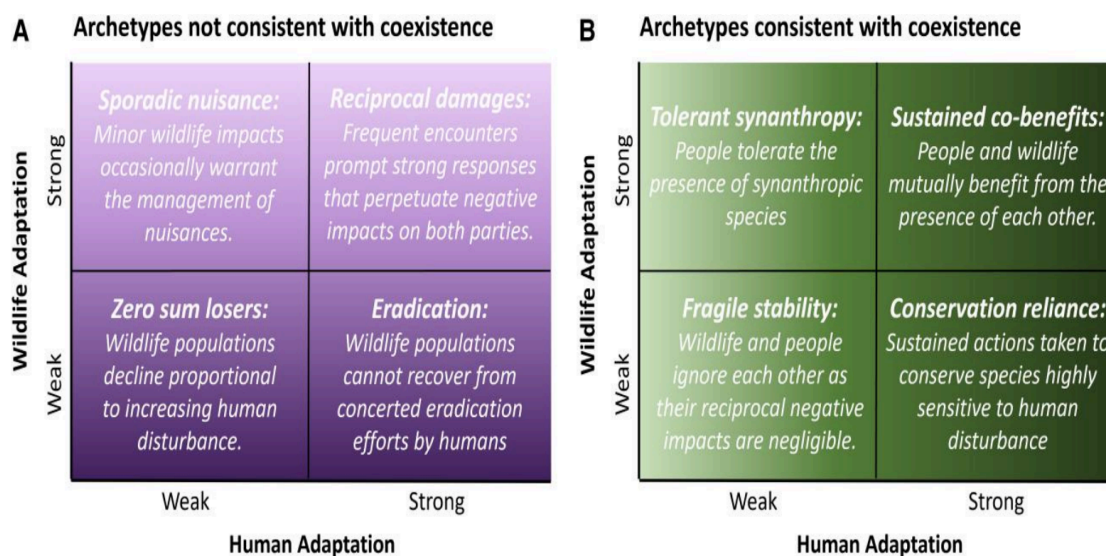 A
Archetypes not consistent with coexistence
Wildlife Adaptation
Strong
Weak
Sporadic nuisance:
Minor wildlife impacts
occasionally warrant
the management of
nuisances.
Reciprocal damages:
Frequent encounters
prompt strong responses
that perpetuate negative
impacts on both parties.
Zero sum losers:
Wildlife populations
decline proportional
to increasing human
disturbance.
Eradication:
Wildlife populations
cannot recover from
concerted eradication
efforts by humans
Weak
Strong
Human Adaptation
B
Archetypes consistent with coexistence
Wildlife Adaptation
Strong
Weak
Tolerant synanthropy:
People tolerate the
presence of synanthropic
species
Sustained co-benefits:
People and wildlife
mutually benefit from the
presence of each other.
Fragile stability:
Wildlife and people
ignore each other as
their reciprocal negative
impacts are negligible.
Conservation reliance:
Sustained actions taken to
conserve species highly
sensitive to human
disturbance
Weak
Strong
Human Adaptation